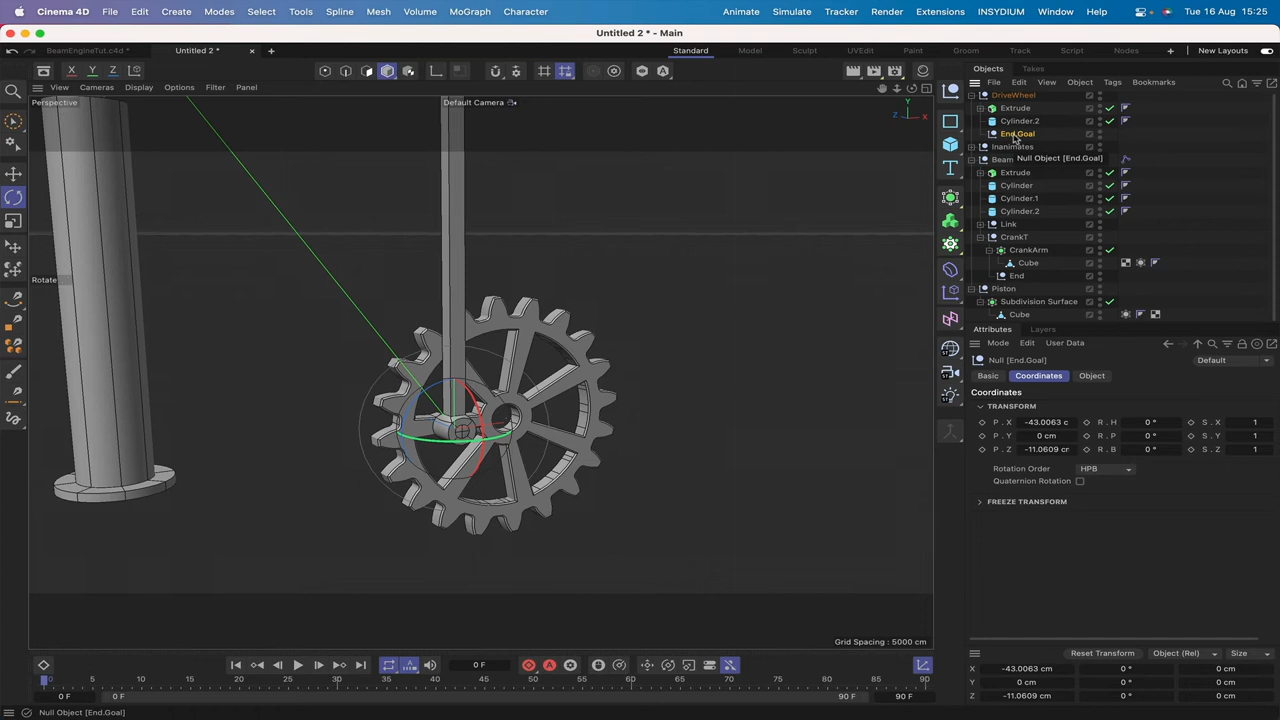 Cinema 4D File Edit Create Modes Select Tools Spline Mesh Volume MoGraph Character Animate Simulate Tracker Render Extensions INSYDIUM Window Help Tue 16 Aug 15:25
Untitled 2 * - Main
BeamEngineTut.c4d * Untitled 2 * Standard Model Sculpt UVEdit Paint Groom Track Script Nodes New Layouts
X Y Z
Objects Takes
File Edit View Object Tags Bookmarks
View Cameras Display Options Filter Panel
Perspective
Default Camera
Y
Z X
DriveWheel
Extrude
Cylinder.2
End.Goal
Inanimates
Null Object [End.Goal]
Beam
Extrude
Cylinder
Cylinder.1
Cylinder.2
Link
CrankT
CrankArm
Cube
End
Piston
Subdivision Surface
Cube
Rotate
Attributes Layers
Mode Edit User Data
Null [End.Goal] Default
Basic Coordinates Object
Coordinates
TRANSFORM
P . X -43.0063 c R . H 0 ° S . X 1
P . Y 0 cm R . P 0 ° S . Y 1
P . Z -11.0609 cr R . B 0 ° S . Z 1
Rotation Order HPB
Quaternion Rotation
FREEZE TRANSFORM
Grid Spacing : 5000 cm
0 F
0 5 10 15 20 25 30 35 40 45 50 55 60 65 70 75 80 85 90
0 F 0 F 90 F 90 F
Reset Transform Object (Rel) Size
X -43.0063 cm 0 ° 0 cm
Y 0 cm 0 ° 0 cm
Z -11.0609 cm 0 ° 0 cm
Null Object [End.Goal]